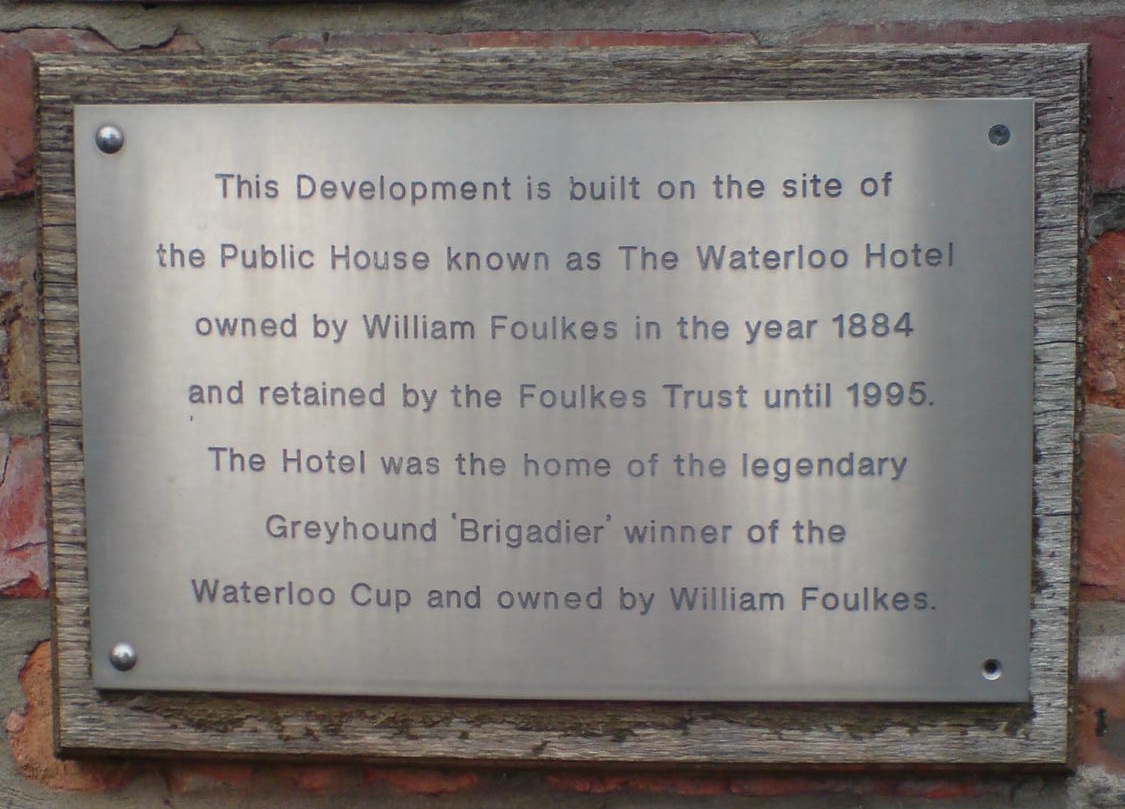 This Development is built on the site of
the Public House known as The Waterloo Hotel
owned by William Foulkes in the year 1884
and retained by the Foulkes Trust until 1995.
The Hotel was the home of the legendary
Greyhound 'Brigadier' winner of the
Waterloo Cup and owned by William Foulkes.